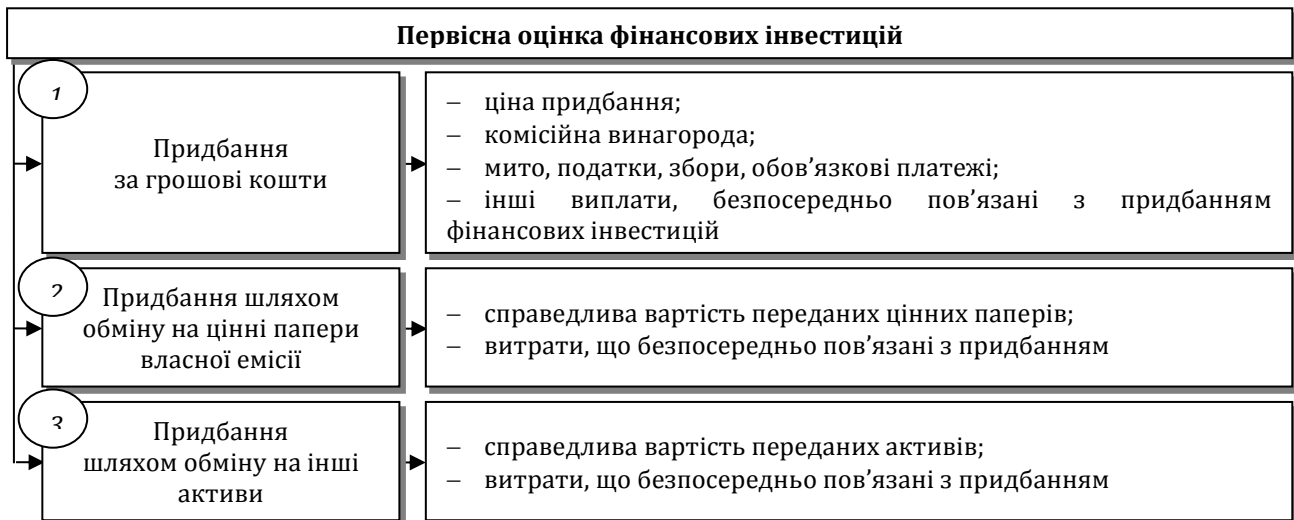 Первісна оцінка фінансових інвестицій
1
Придбання
за грошові кошти
– ціна придбання;
– комісійна винагорода;
– мито, податки, збори, обов’язкові платежі;
– інші виплати, безпосередньо пов’язані з придбанням
фінансових інвестицій
2
Придбання шляхом
обміну на цінні папери
власної емісії
– справедлива вартість переданих цінних паперів;
– витрати, що безпосередньо пов’язані з придбанням
3
Придбання
шляхом обміну на інші
активи
– справедлива вартість переданих активів;
– витрати, що безпосередньо пов’язані з придбанням